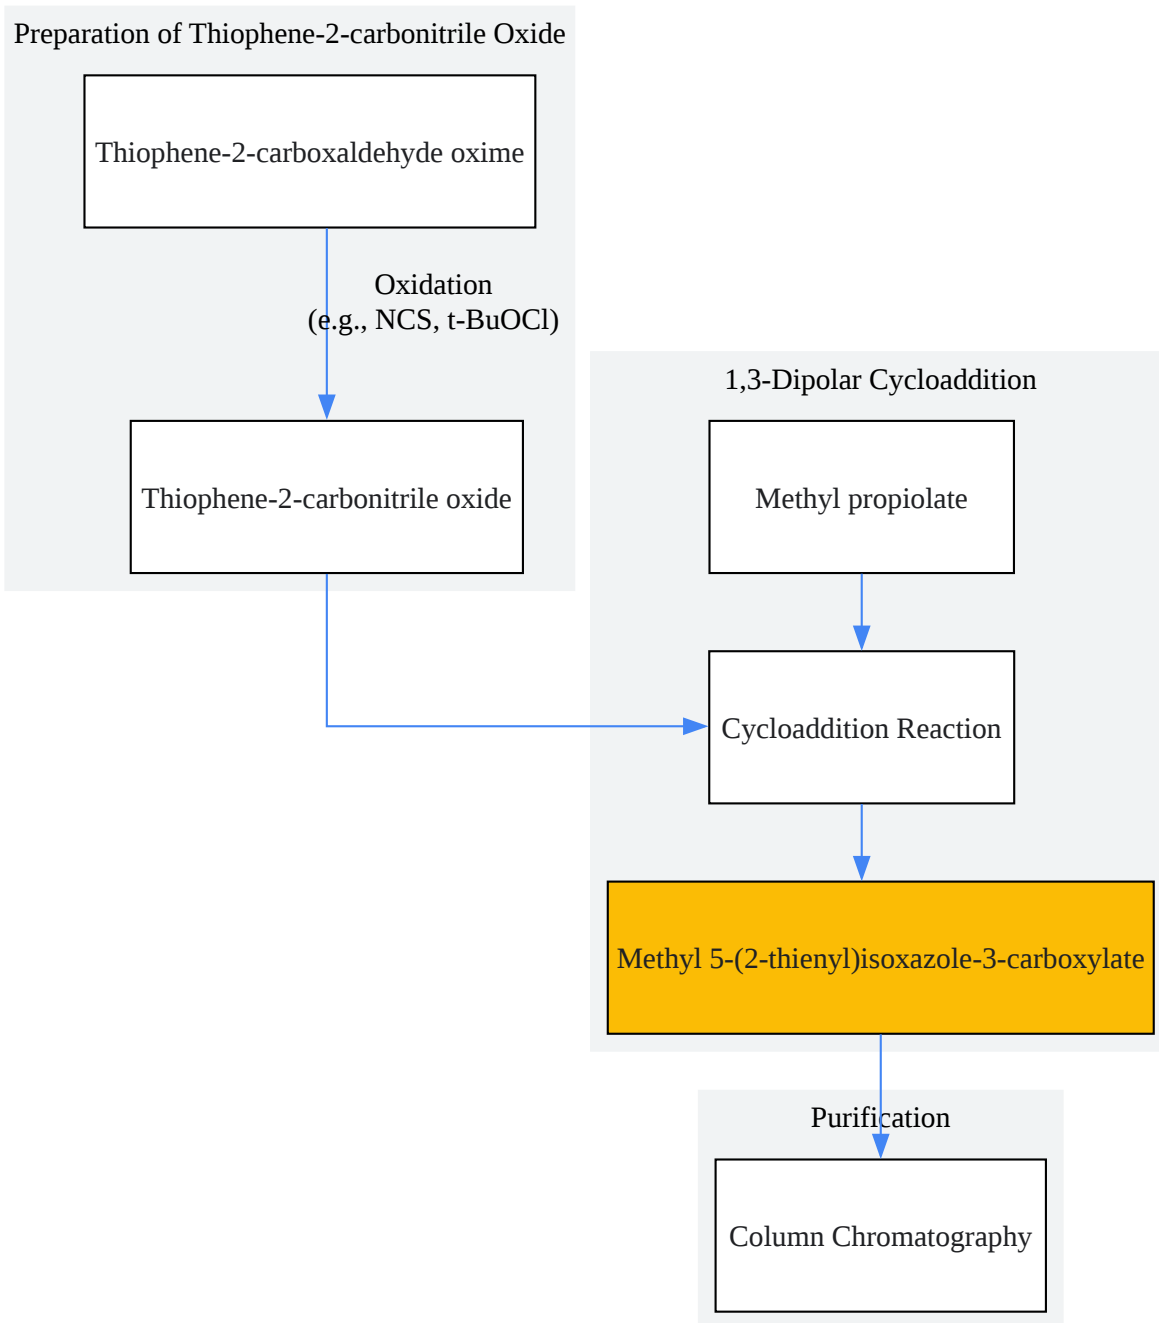 Preparation of Thiophene-2-carbonitrile Oxide
Thiophene-2-carboxaldehyde oxime
Oxidation
(e.g., NCS, t-BuOCl)
Thiophene-2-carbonitrile oxide
1,3-Dipolar Cycloaddition
Methyl propiolate
Cycloaddition Reaction
Methyl 5-(2-thienyl)isoxazole-3-carboxylate
Purification
Column Chromatography